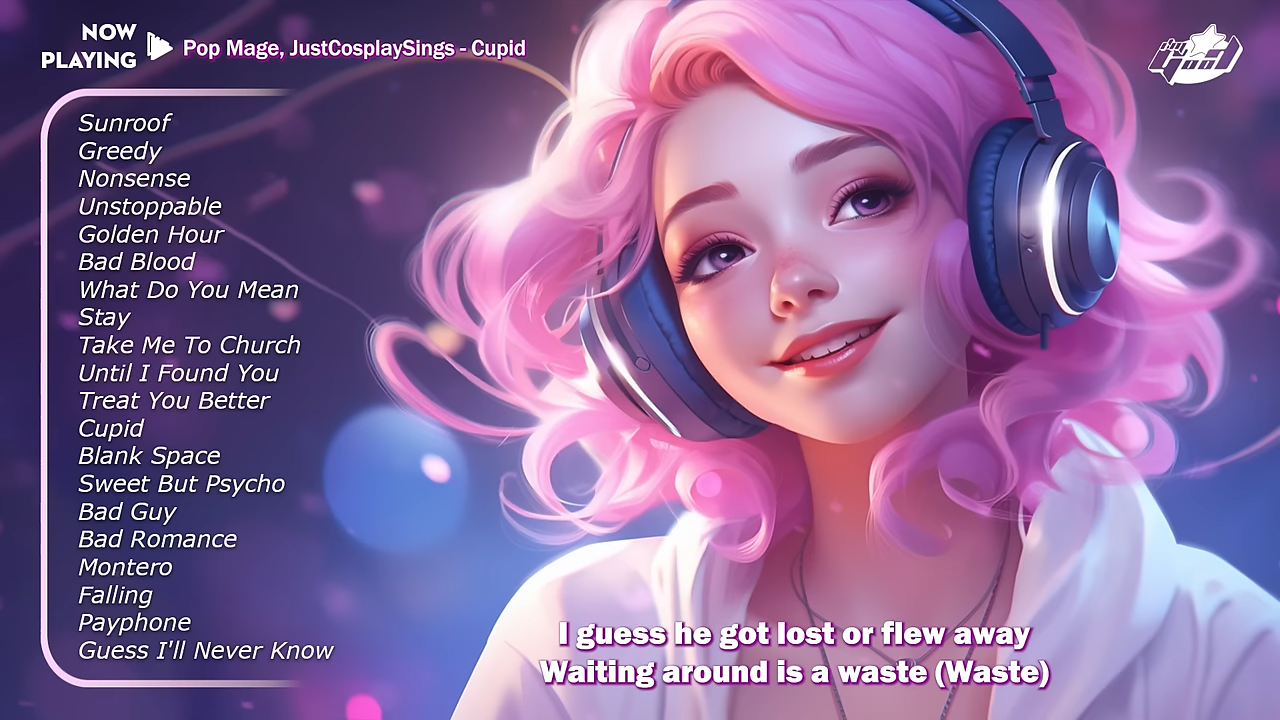 NOW
PLAYING
Pop Mage, JustCosplaySings - Cupid
Sunroof
Greedy
Nonsense
Unstoppable
Golden Hour
Bad Blood
What Do You Mean
Stay
Take Me To Church
Until I Found You
Treat You Better
Cupid
Blank Space
Sweet But Psycho
Bad Guy
Bad Romance
Montero
Falling
Payphone
Guess I'll Never Know
I guess he got lost or flew away
Waiting around is a waste (Waste)